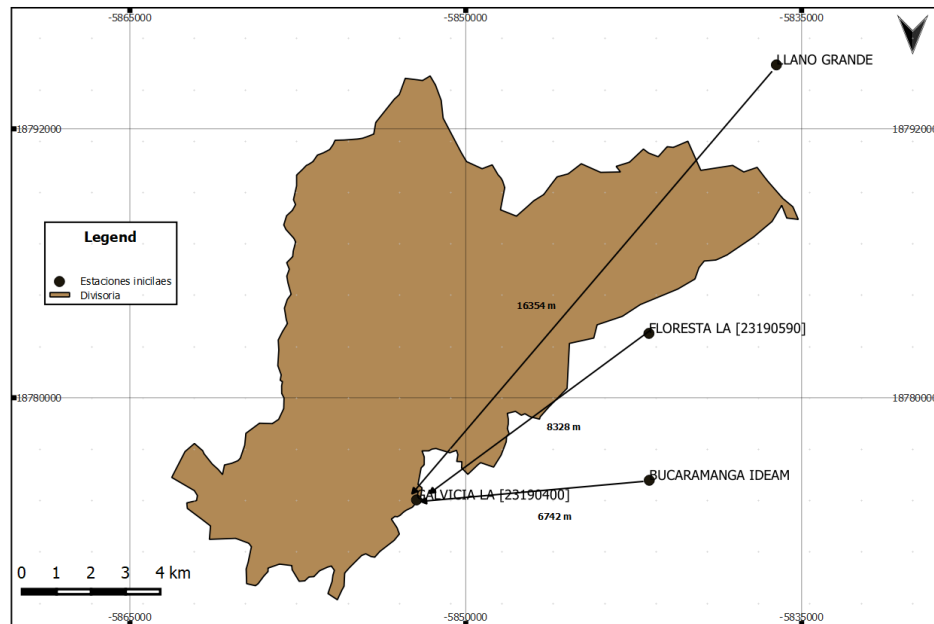 -5865000
-5850000
-5835000
LLANO GRANDE
18792000
18792000
Legend
Estaciones inicilaes
Divisoria
16354 m
FLORESTA LA [23190590]
18780000
18780000
8328 m
BUCARAMANGA IDEAM
GALVICIA LA [23190400]
6742 m
0 1 2 3 4 km
-5865000
-5850000
-5835000